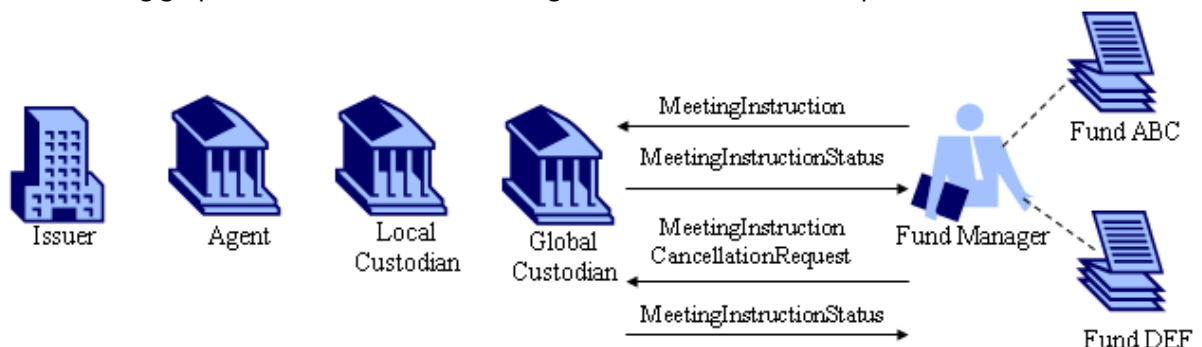 MeetingInstruction
Fund ABC
MeetingInstructionStatus
Issuer
Agent
Local
Custodian
Global
Custodian
MeetingInstruction
CancellationRequest
Fund Manager
MeetingInstructionStatus
Fund DEF